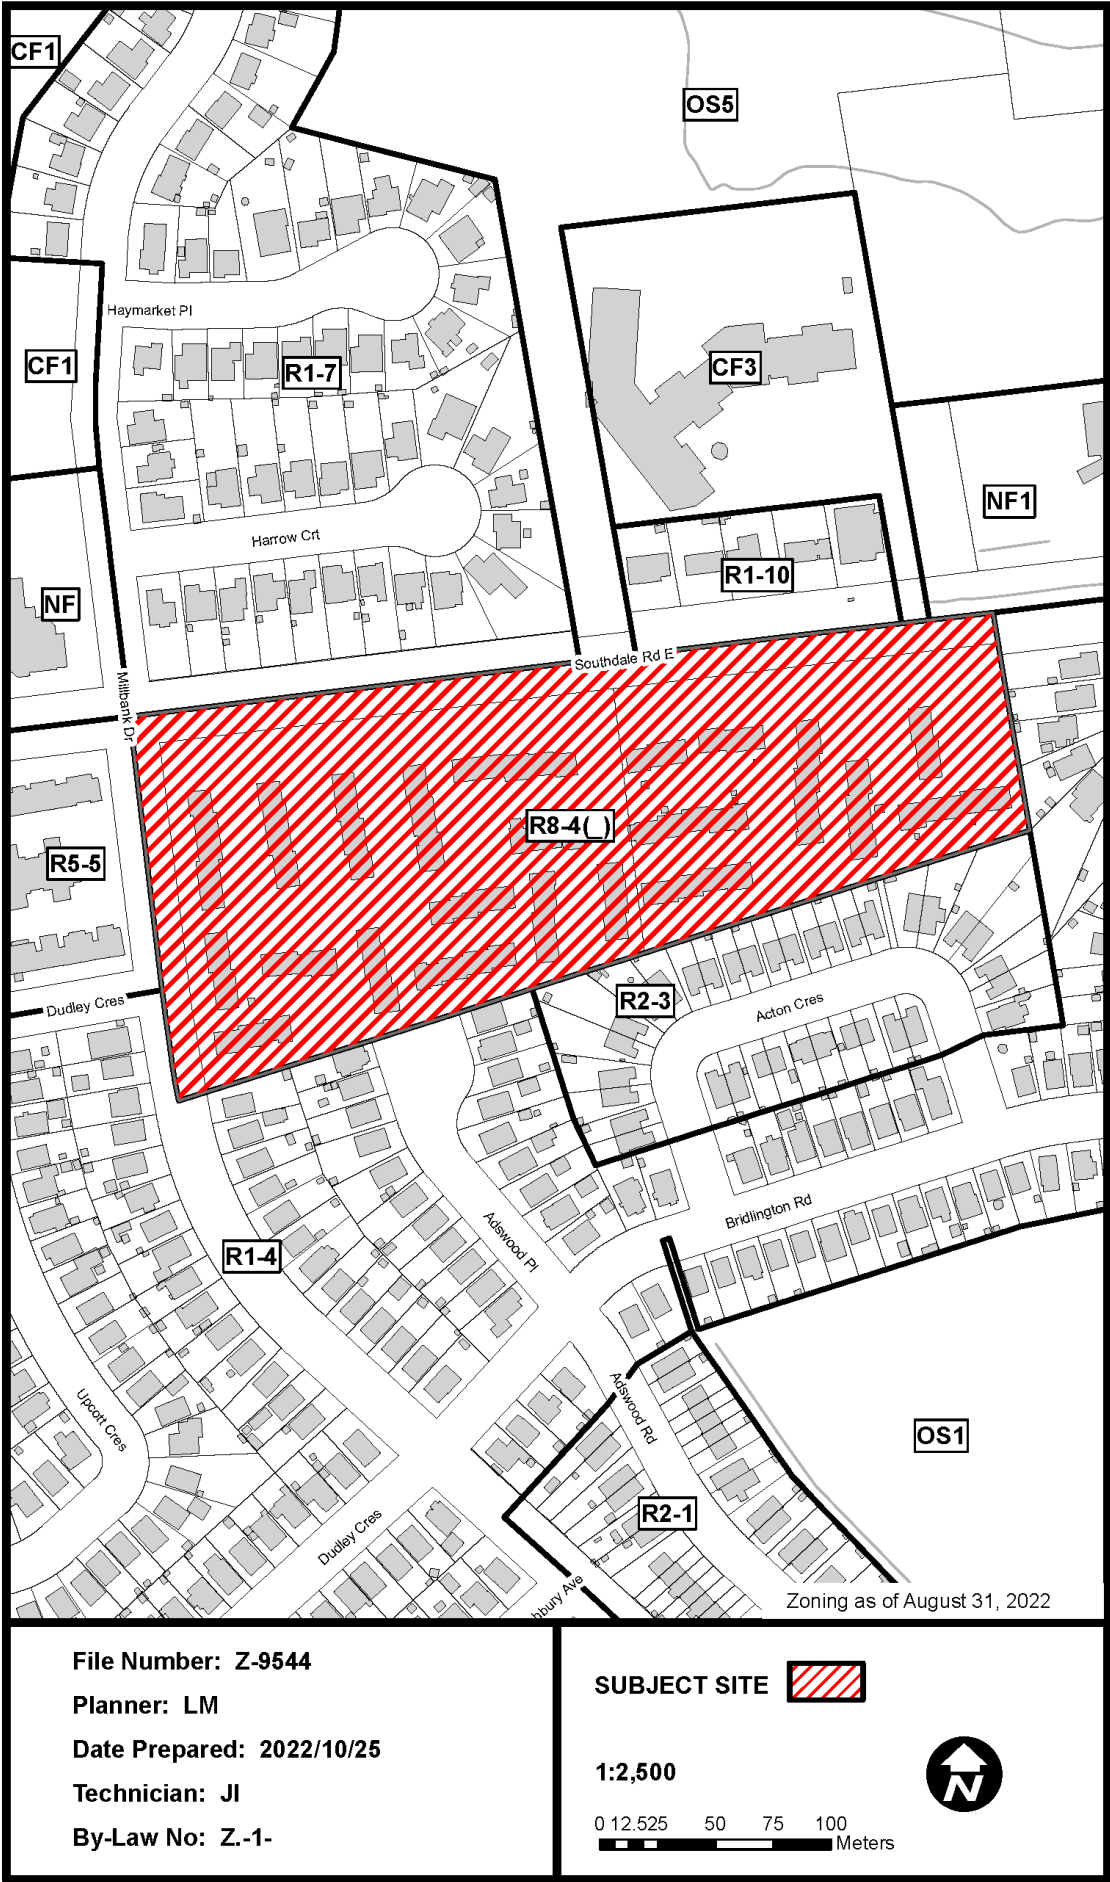 CF1
OS5
Haymarket Pl
CF1
R1-7
CF3
NF1
Harrow Crt
R1-10
NF
Southdale Rd E
Millbank Dr
R8-4(_)
R5-5
Dudley Cres
R2-3
Acton Cres
Bridlington Rd
Adswood Pl
R1-4
Upcott Cres
Adswood Rd
OS1
R2-1
Dudley Cres
hbury Ave
Zoning as of August 31, 2022
File Number: Z-9544
Planner: LM
Date Prepared: 2022/10/25
Technician: JI
By-Law No: Z.-1-
SUBJECT SITE
1:2,500
N
0 12.525 50 75 100
Meters